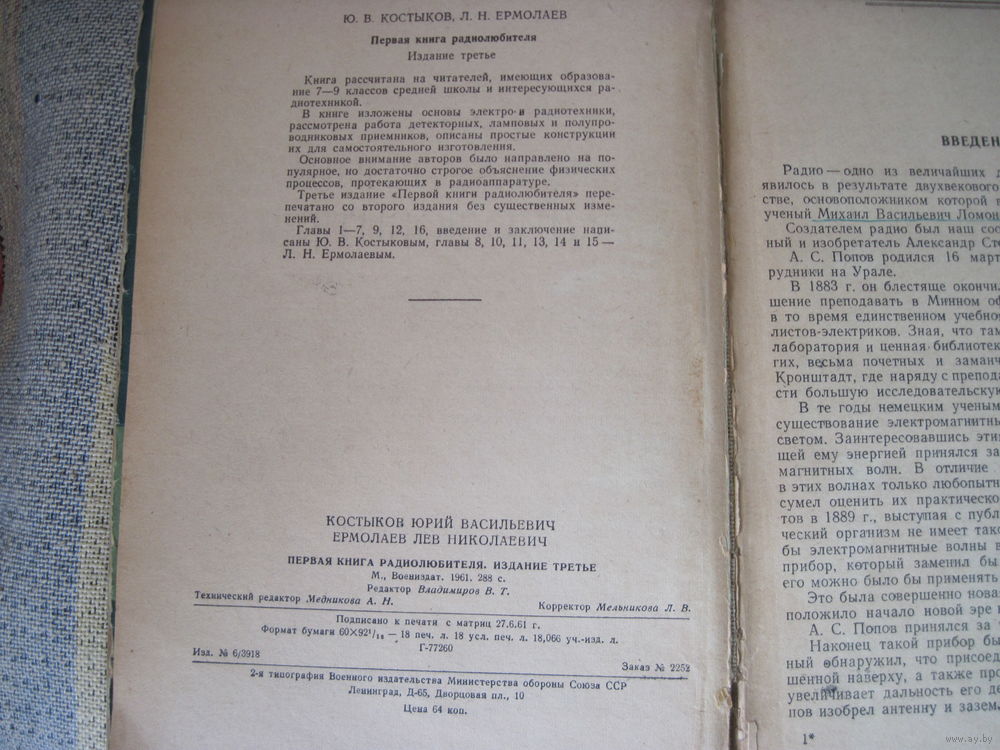 Ю. В. КОСТЫКОВ, Л. Н. ЕРМОЛАЕВ
Первая книга радиолюбителя
Издание третье
Книга рассчитана на читателей, имеющих образова-
ние 7—9 классов средней школы и интересующихся ра-
диотехникой.
В книге изложены основы электро- и радиотехники,
рассмотрена работа детекторных, ламповых и полупро-
водниковых приемников, описаны простые конструкции
их для самостоятельного изготовления.
Основное внимание авторов было направлено на по-
пулярное, но достаточно строгое объяснение физических
процессов, протекающих в радиоаппаратуре.
Третье издание «Первой книги радиолюбителя» пере-
печатано со второго издания без существенных изме-
нений.
Главы 1—7, 9, 12, 16, введение и заключение напи-
саны Ю. В. Костыковым, главы 8, 10, 11, 13, 14 и 15 —
Л. Н. Ермолаевым.
КОСТЫКОВ ЮРИЙ ВАСИЛЬЕВИЧ
ЕРМОЛАЕВ ЛЕВ НИКОЛАЕВИЧ
ПЕРВАЯ КНИГА РАДИОЛЮБИТЕЛЯ. ИЗДАНИЕ ТРЕТЬЕ
М., Воениздат. 1961. 288 с.
Редактор Владимиров В. Т.
Технический редактор Медникова А. Н. Корректор Мельникова Л. В.
Подписано к печати с матриц 27.6.61 г.
Формат бумаги 60×92 1/16 — 18 печ. л. 18 усл. печ. л. 18,066 уч.-изд. л.
Г-77260
Изд. № 6/3918 Заказ № 2252
2-я типография Военного издательства Министерства обороны Союза ССР
Ленинград, Д-65, Дворцовая пл., 10
Цена 64 коп.
ВВЕДЕН
Радио — одно из величайших
явилось в результате двухвекового
стве, основоположником которой
ученый Михаил Васильевич Ломон
Создателем радио был наш соо
ный и изобретатель Александр Сте
А. С. Попов родился 16 март
рудники на Урале.
В 1883 г. он блестяще окончил
шение преподавать в Минном оф
в то время единственном учебно
листов-электриков. Зная, что там
лаборатория и ценная библиотек
гих, весьма почетных и заманч
Кронштадт, где наряду с препода
сти большую исследовательскую
В те годы немецким ученым
существование электромагнитны
светом. Заинтересовавшись эти
щей ему энергией принялся за
магнитных волн. В отличие
в этих волнах только любопытн
сумел оценить их практическо
тов в 1889 г., выступая с публ
ческий организм не имеет тако
бы электромагнитные волны в
прибор, который заменил бы
его можно было бы применять
Это была совершенно нова
положило начало новой эре
А. С. Попов принялся за
Наконец такой прибор бы
ный обнаружил, что присоед
шенной наверху, а также про
увеличивает дальность его де
пов изобрел антенну и зазем
1*
www.ay.by